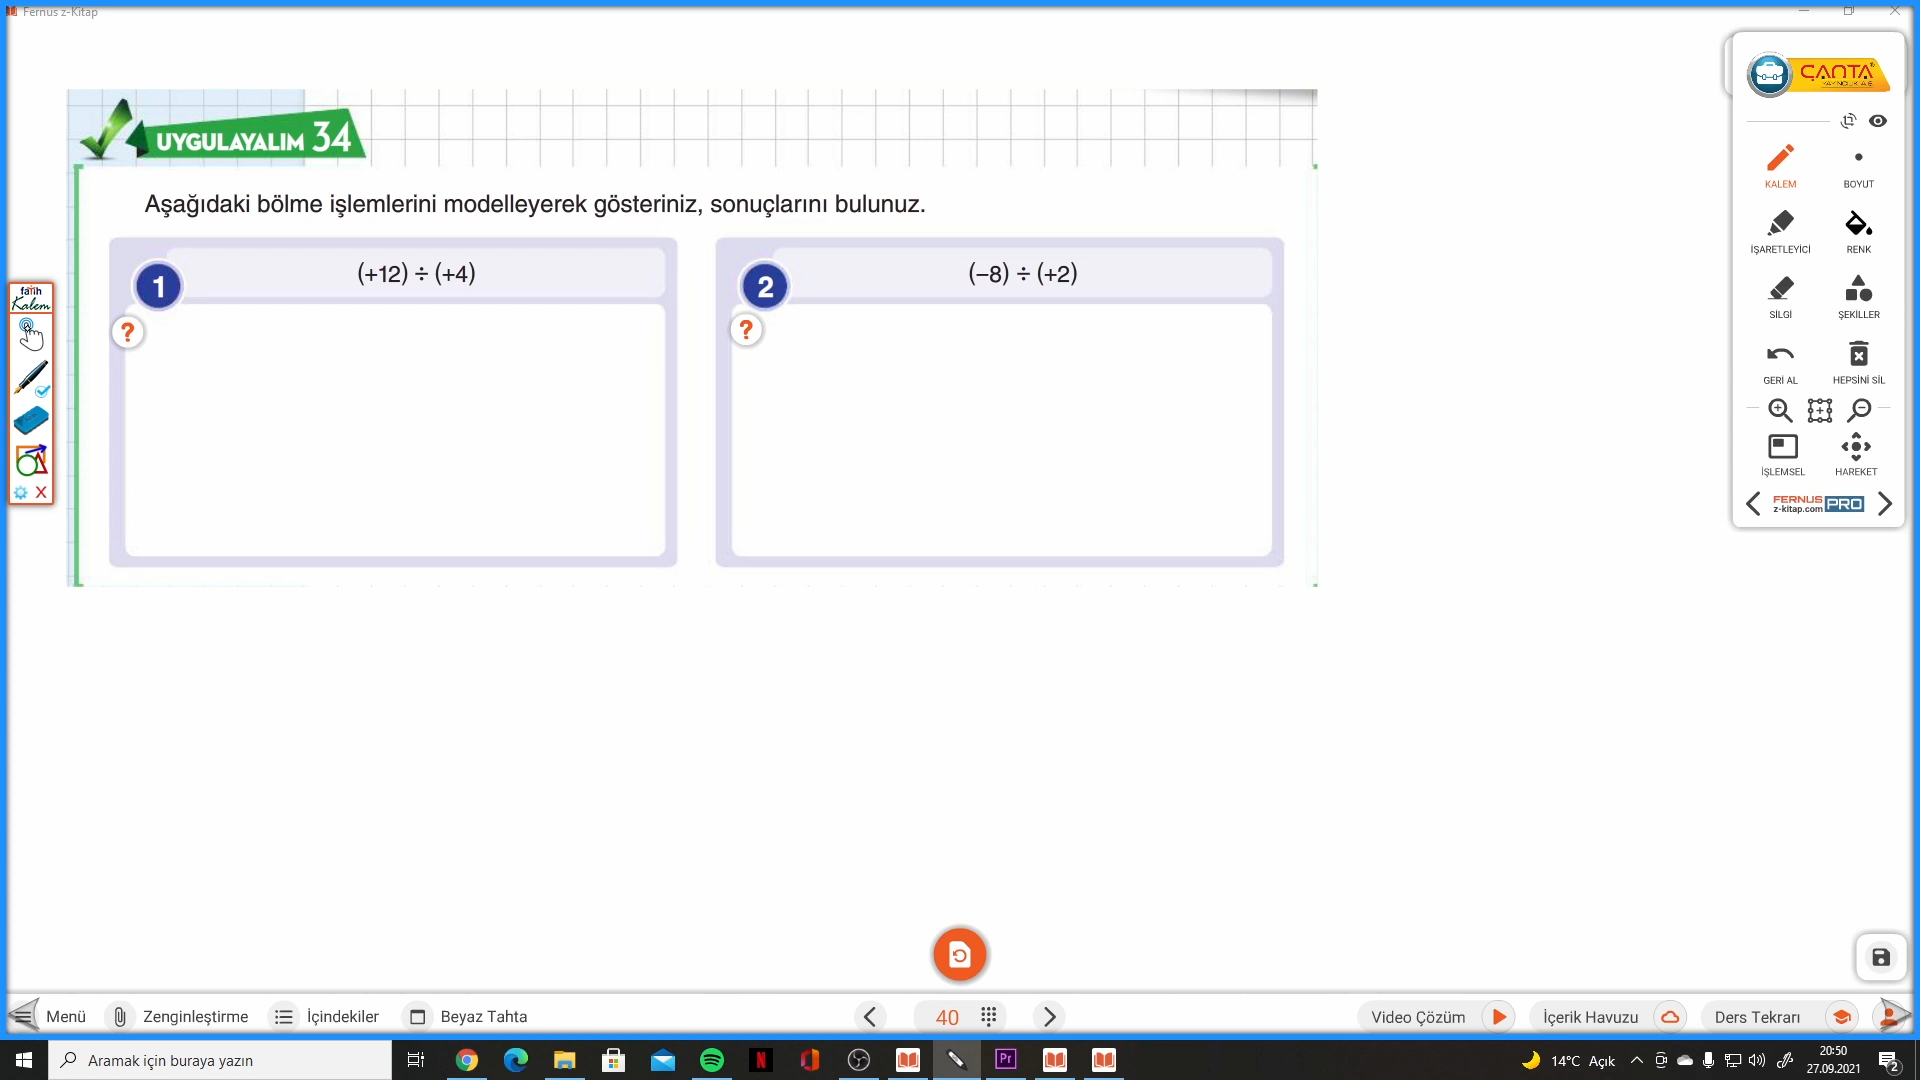 Fernus z-Kitap
ÇANTA
YAYINCILIK A.Ş.
UYGULAYALIM 34
Aşağıdaki bölme işlemlerini modelleyerek gösteriniz, sonuçlarını bulunuz.
1
(+12) ÷ (+4)
?
2
(–8) ÷ (+2)
?
fatih
Kalem
KALEM
BOYUT
İŞARETLEYİCİ
RENK
SİLGİ
ŞEKİLLER
GERİ AL
HEPSİNİ SİL
İŞLEMSEL
HAREKET
FERNUS
z-kitap.com PRO
Menü
Zenginleştirme
İçindekiler
Beyaz Tahta
40
Video Çözüm
İçerik Havuzu
Ders Tekrarı
Aramak için buraya yazın
N
Pr
14°C Açık
20:50
27.09.2021
2